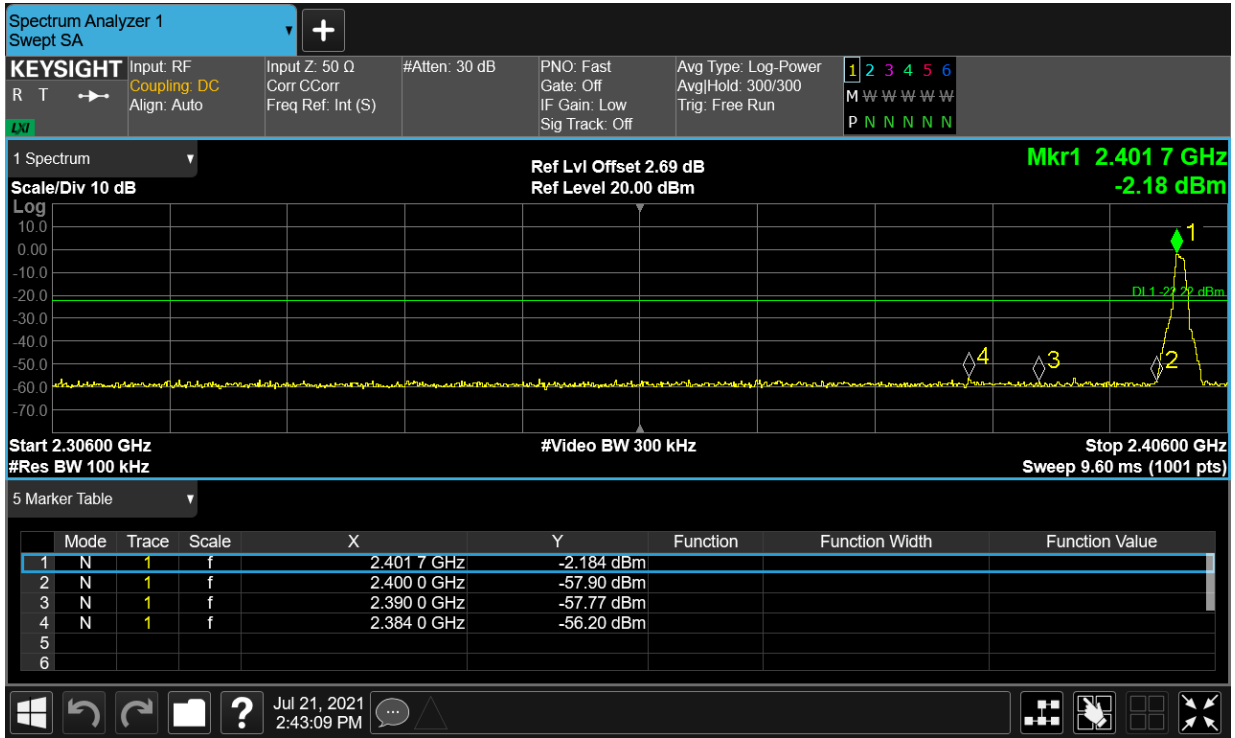 Spectrum Analyzer 1
Swept SA
KEYSIGHT
R T
LXI
Input: RF
Coupling: DC
Align: Auto
Input Z: 50 Ω
Corr CCorr
Freq Ref: Int (S)
#Atten: 30 dB
PNO: Fast
Gate: Off
IF Gain: Low
Sig Track: Off
Avg Type: Log-Power
Avg|Hold: 300/300
Trig: Free Run
1 2 3 4 5 6
M W W W W W
P N N N N N
1 Spectrum
Scale/Div 10 dB
Ref Lvl Offset 2.69 dB
Ref Level 20.00 dBm
Mkr1 2.401 7 GHz
-2.18 dBm
Log
10.0
0.00
-10.0
-20.0
-30.0
-40.0
-50.0
-60.0
-70.0
1
DL1 -22.22 dBm
4
3
2
Start 2.30600 GHz
#Res BW 100 kHz
#Video BW 300 kHz
Stop 2.40600 GHz
Sweep 9.60 ms (1001 pts)
5 Marker Table
Mode Trace Scale X Y Function Function Width Function Value
1 N 1 f 2.401 7 GHz -2.184 dBm
2 N 1 f 2.400 0 GHz -57.90 dBm
3 N 1 f 2.390 0 GHz -57.77 dBm
4 N 1 f 2.384 0 GHz -56.20 dBm
5
6
?
Jul 21, 2021
2:43:09 PM